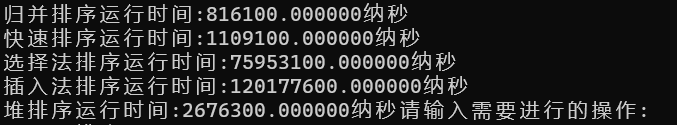 归并排序运行时间:816100.000000纳秒
快速排序运行时间:1109100.000000纳秒
选择法排序运行时间:75953100.000000纳秒
插入法排序运行时间:120177600.000000纳秒
堆排序运行时间:2676300.000000纳秒请输入需要进行的操作: